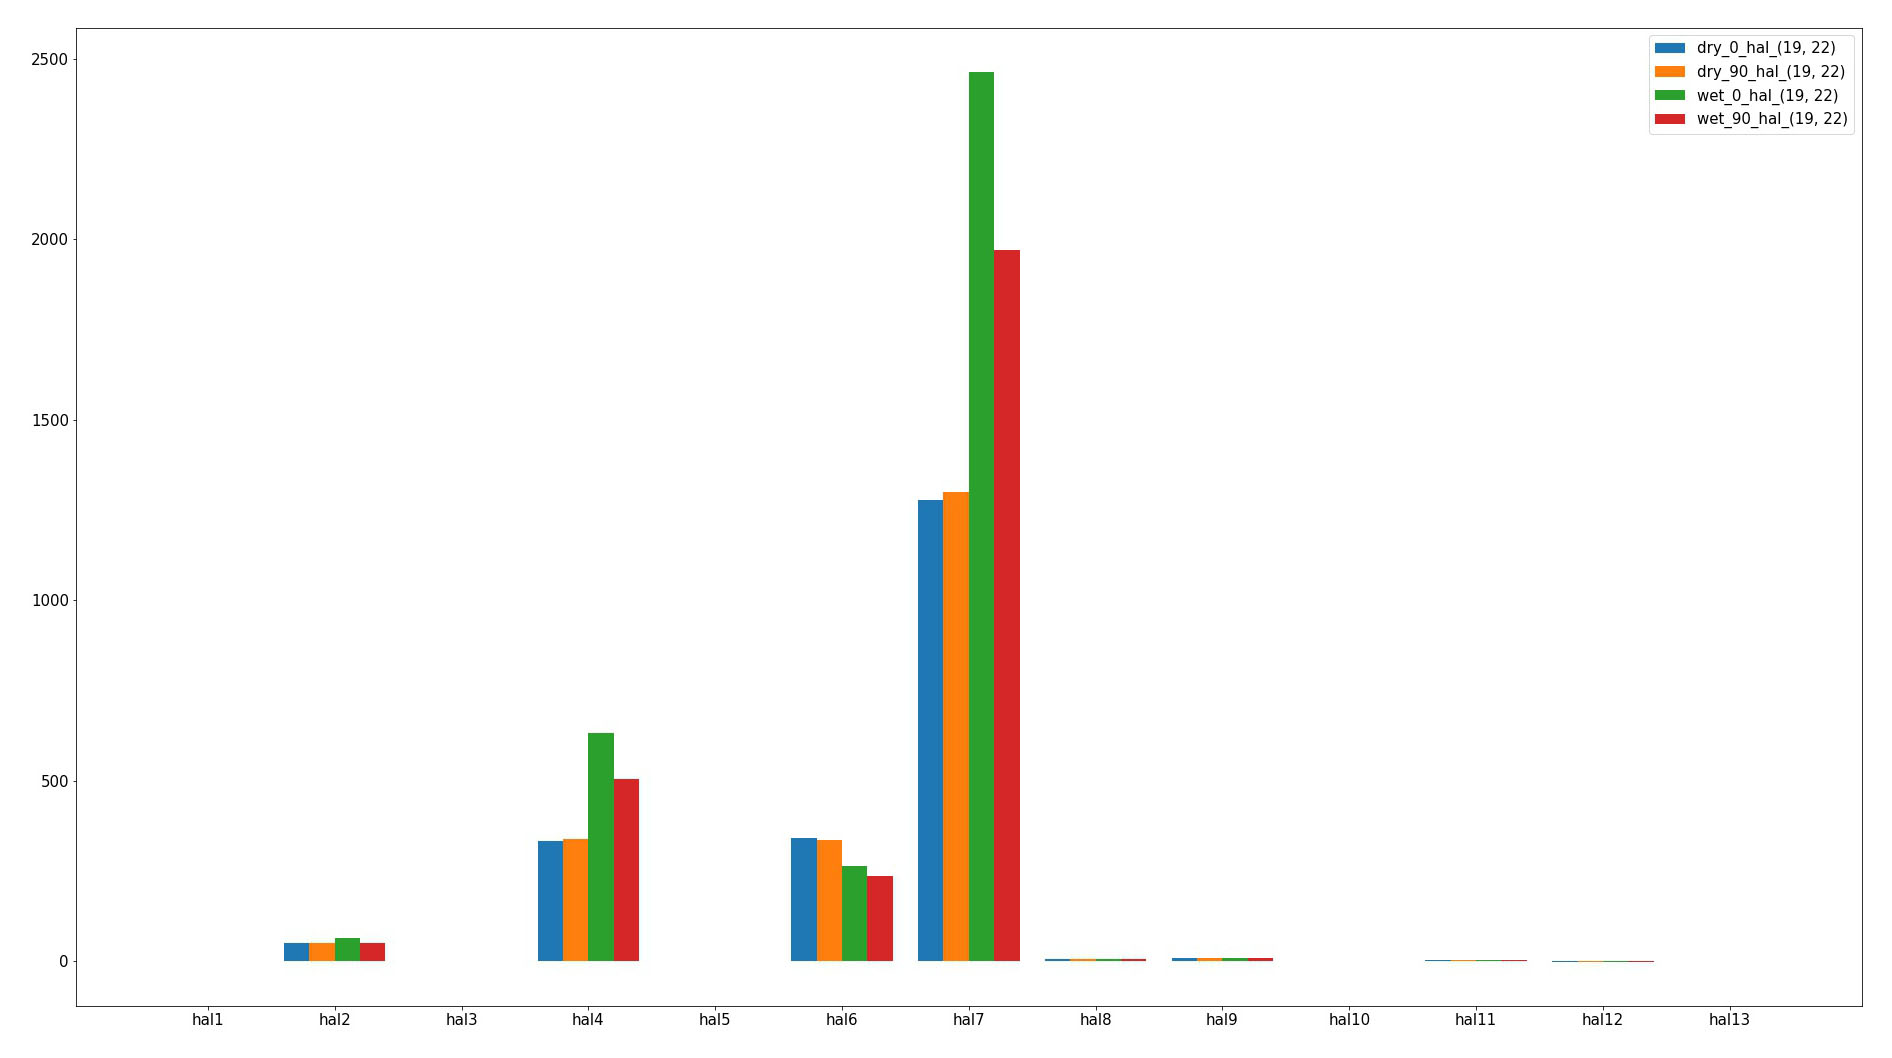 2500
2000
1500
1000
500
0
dry_0_hal_(19, 22)
dry_90_hal_(19, 22)
wet_0_hal_(19, 22)
wet_90_hal_(19, 22)
hal1 hal2 hal3 hal4 hal5 hal6 hal7 hal8 hal9 hal10 hal11 hal12 hal13